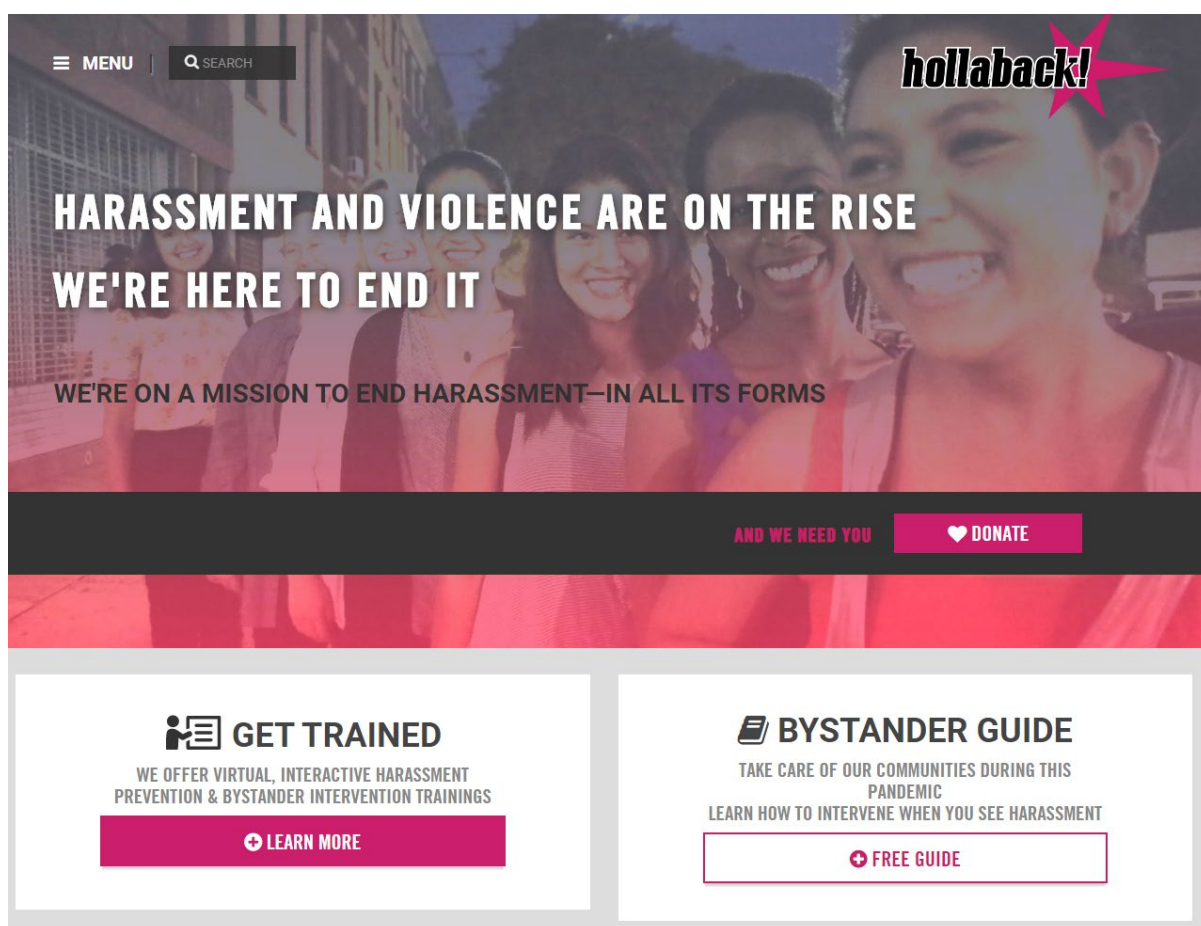 MENU
SEARCH
hollaback!
HARASSMENT AND VIOLENCE ARE ON THE RISE
WE'RE HERE TO END IT
WE'RE ON A MISSION TO END HARASSMENT—IN ALL ITS FORMS
AND WE NEED YOU
DONATE
GET TRAINED
WE OFFER VIRTUAL, INTERACTIVE HARASSMENT
PREVENTION & BYSTANDER INTERVENTION TRAININGS
LEARN MORE
BYSTANDER GUIDE
TAKE CARE OF OUR COMMUNITIES DURING THIS
PANDEMIC
LEARN HOW TO INTERVENE WHEN YOU SEE HARASSMENT
FREE GUIDE